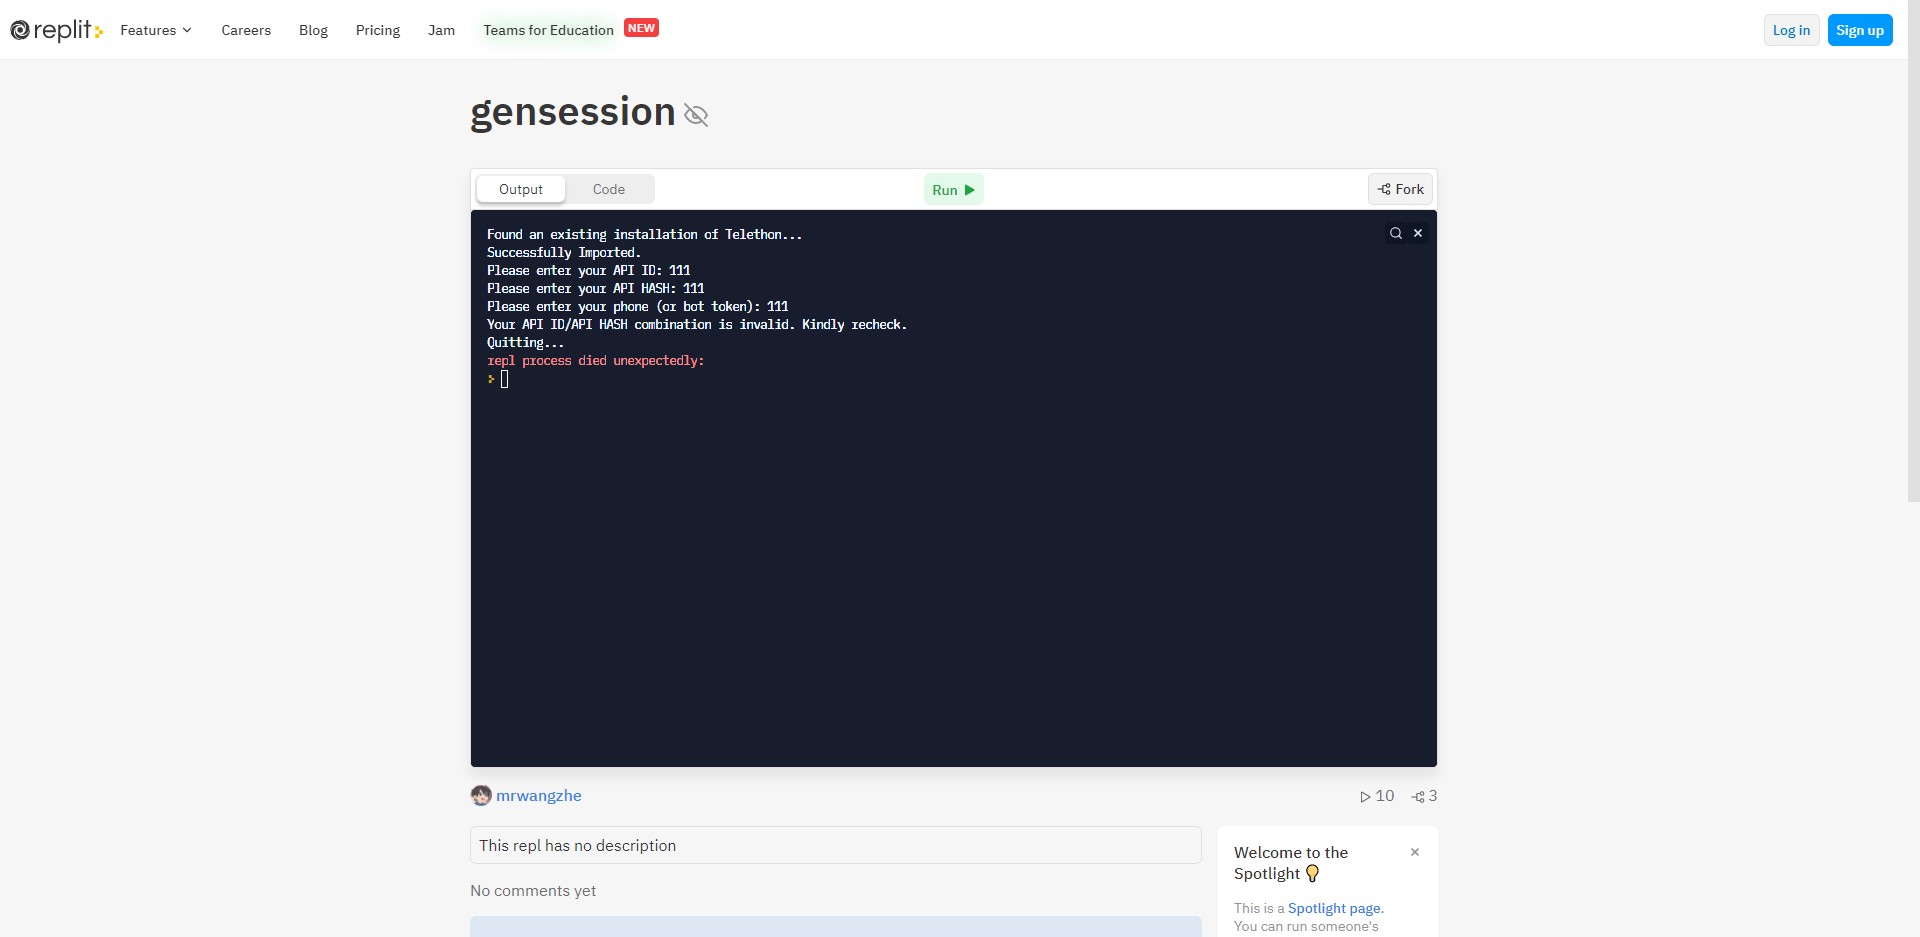 replit
Features
Careers
Blog
Pricing
Jam
Teams for Education
NEW
Log in
Sign up
gensession
Output
Code
Run
Fork
Found an existing installation of Telethon...
Successfully Imported.
Please enter your API ID: 111
Please enter your API HASH: 111
Please enter your phone (or bot token): 111
Your API ID/API HASH combination is invalid. Kindly recheck.
Quitting...
repl process died unexpectedly:
mrwangzhe
10
3
This repl has no description
No comments yet
Welcome to the
Spotlight
This is a Spotlight page.
You can run someone's